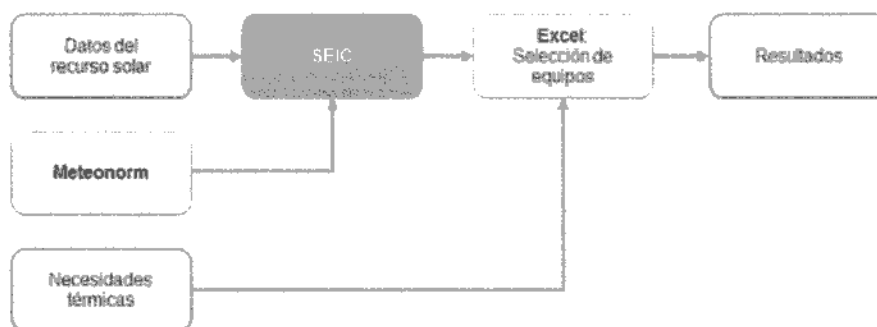 Datos del
recurso solar
SEIC
Excel:
Selección de
equipos
Resultados
Meteonorm
Necesidades
térmicas